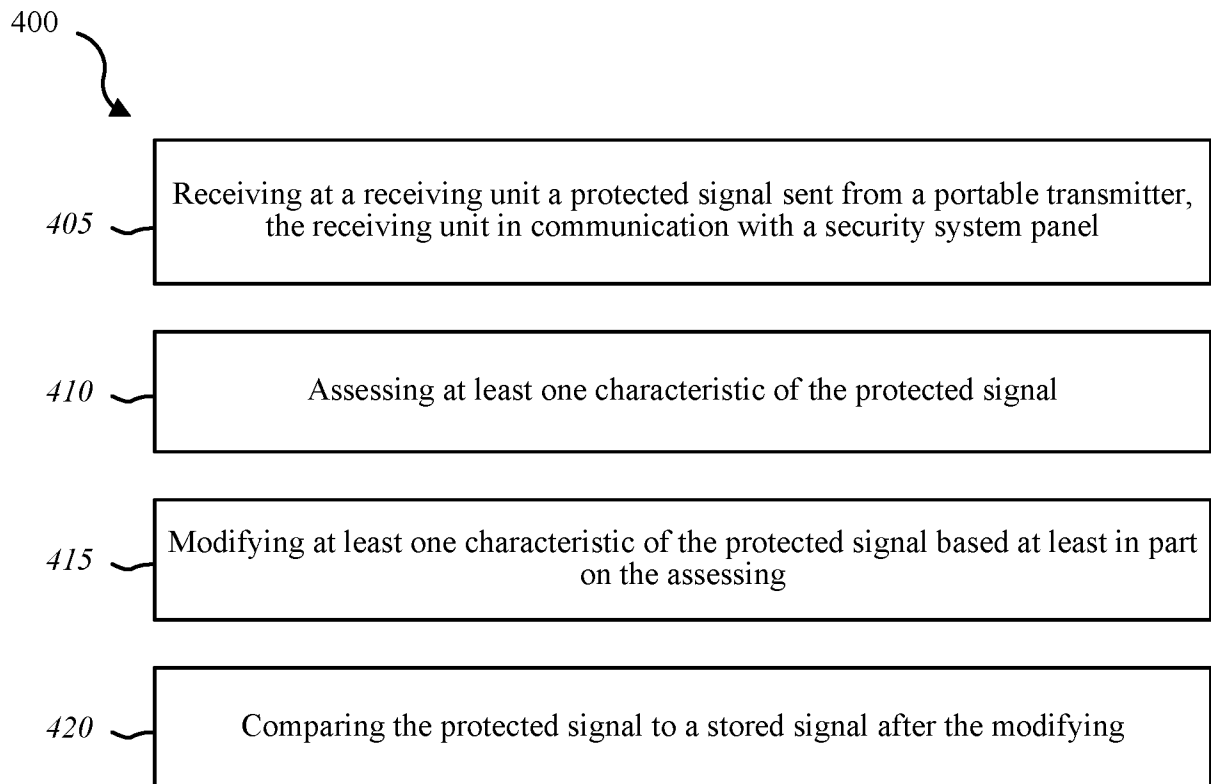 400
405
Receiving at a receiving unit a protected signal sent from a portable transmitter,
the receiving unit in communication with a security system panel
410
Assessing at least one characteristic of the protected signal
415
Modifying at least one characteristic of the protected signal based at least in part
on the assessing
420
Comparing the protected signal to a stored signal after the modifying